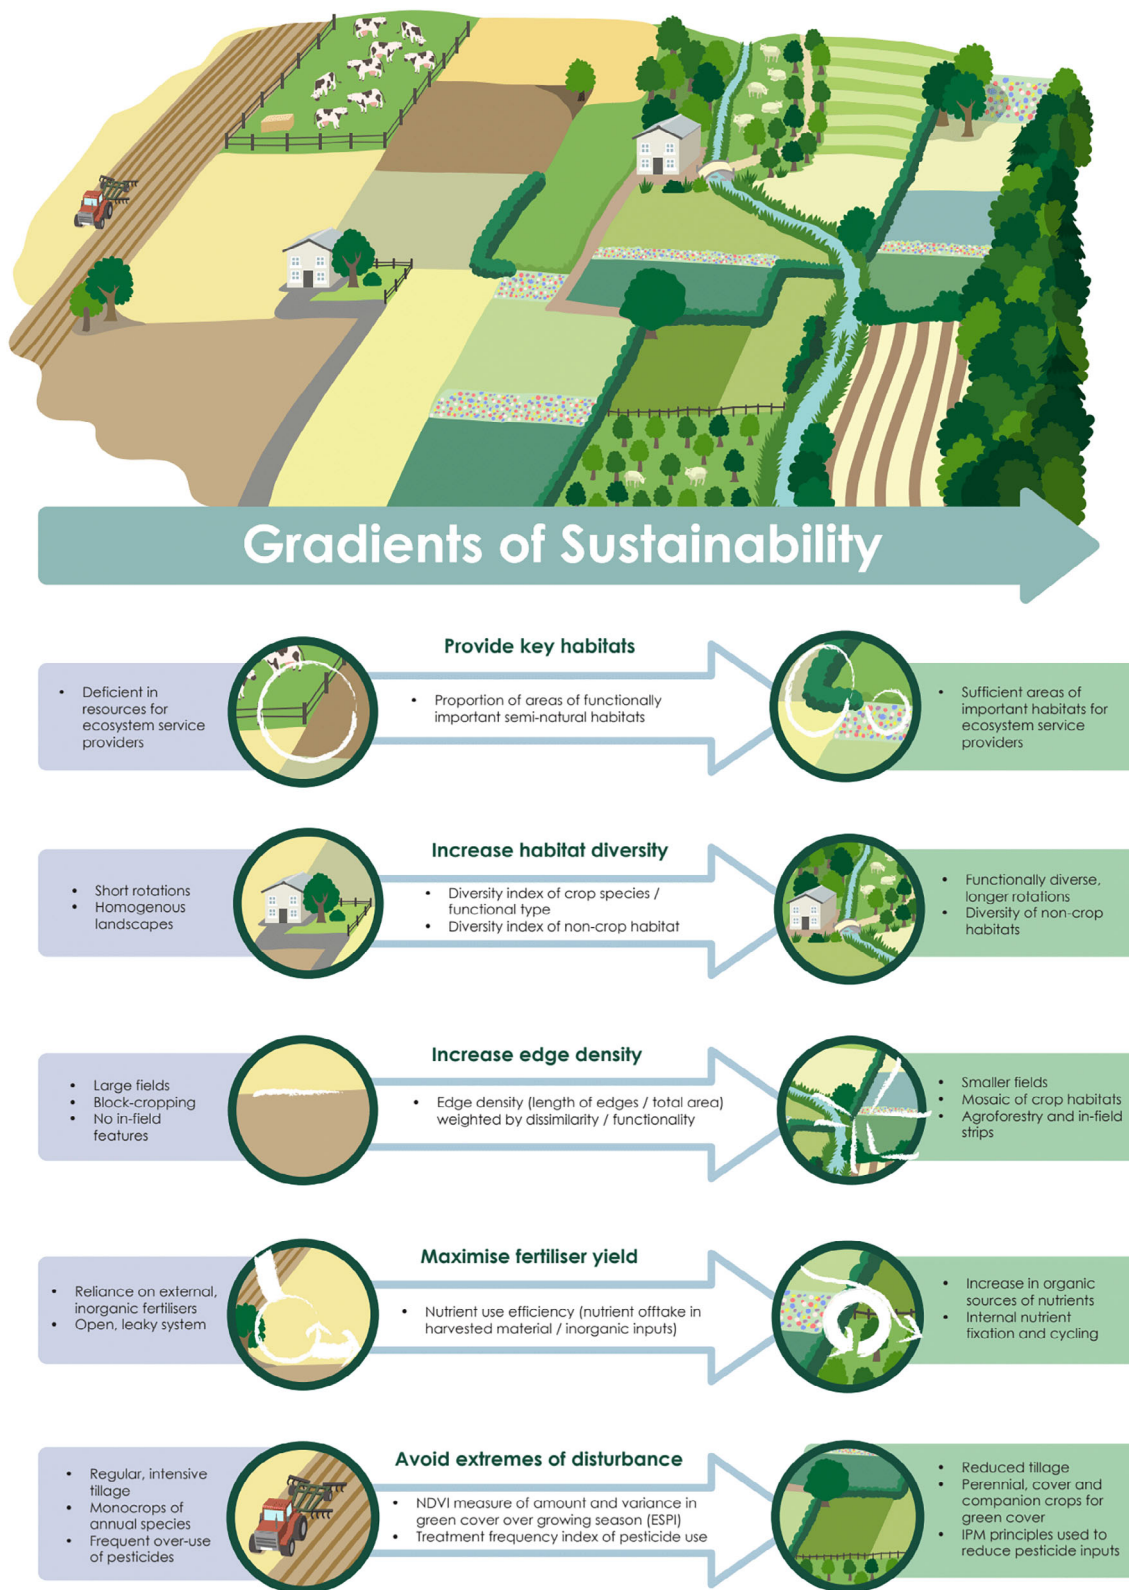 Gradients of Sustainability
Provide key habitats
• Deficient in
resources for
ecosystem service
providers
• Proportion of areas of functionally
important semi-natural habitats
• Sufficient areas of
important habitats for
ecosystem service
providers
Increase habitat diversity
• Short rotations
• Homogenous
landscapes
• Diversity index of crop species /
functional type
• Diversity index of non-crop habitat
• Functionally diverse,
longer rotations
• Diversity of non-crop
habitats
Increase edge density
• Large fields
• Block-cropping
• No in-field
features
• Edge density (length of edges / total area)
weighted by dissimilarity / functionality
• Smaller fields
• Mosaic of crop habitats
• Agroforestry and in-field
strips
Maximise fertiliser yield
• Reliance on external,
inorganic fertilisers
• Open, leaky system
• Nutrient use efficiency (nutrient offtake in
harvested material / inorganic inputs)
• Increase in organic
sources of nutrients
• Internal nutrient
fixation and cycling
Avoid extremes of disturbance
• Regular, intensive
tillage
• Monocrops of
annual species
• Frequent over-use
of pesticides
• NDVI measure of amount and variance in
green cover over growing season (ESPI)
• Treatment frequency index of pesticide use
• Reduced tillage
• Perennial, cover and
companion crops for
green cover
• IPM principles used to
reduce pesticide inputs